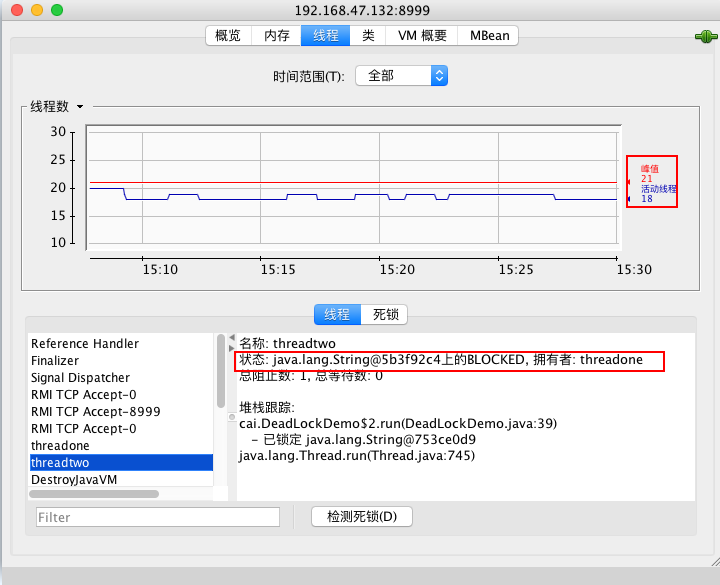 192.168.47.132:8999
概览 内存 线程 类 VM 概要 MBean
时间范围(T): 全部
线程数
30
25
20
15
10
峰值
21
活动线程
18
15:10 15:15 15:20 15:25 15:30
线程 死锁
Reference Handler
Finalizer
Signal Dispatcher
RMI TCP Accept-0
RMI TCP Accept-8999
RMI TCP Accept-0
threadone
threadtwo
DestroyJavaVM
名称: threadtwo
状态: java.lang.String@5b3f92c4上的BLOCKED, 拥有者: threadone
总阻止数: 1, 总等待数: 0
堆栈跟踪:
cai.DeadLockDemo$2.run(DeadLockDemo.java:39)
- 已锁定 java.lang.String@753ce0d9
java.lang.Thread.run(Thread.java:745)
Filter
检测死锁(D)